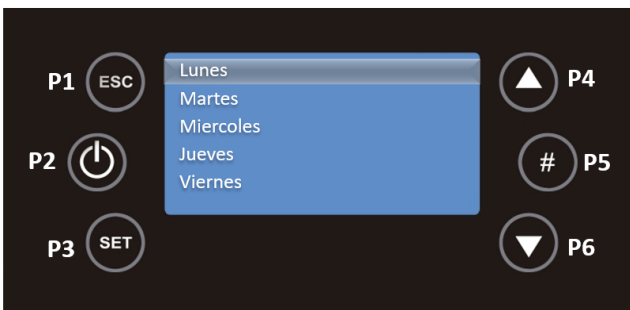 P1 ESC
P2
P3 SET
Lunes
Martes
Miercoles
Jueves
Viernes
P4
# P5
P6